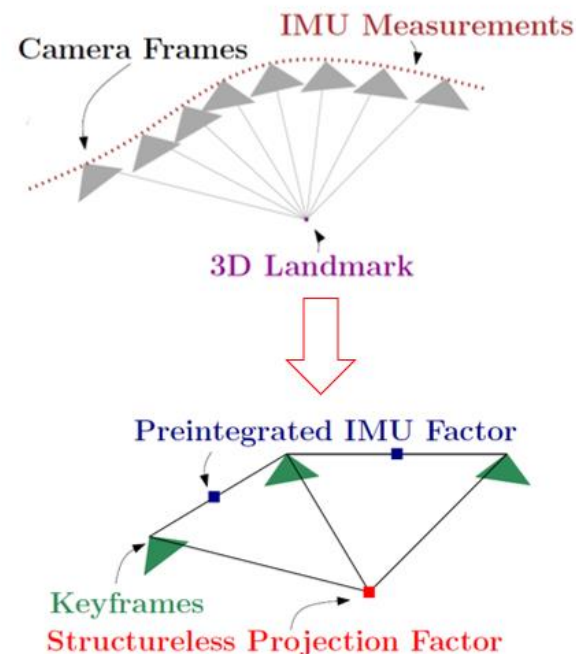 IMU Measurements
Camera Frames
3D Landmark
Preintegrated IMU Factor
Keyframes
Structureless Projection Factor